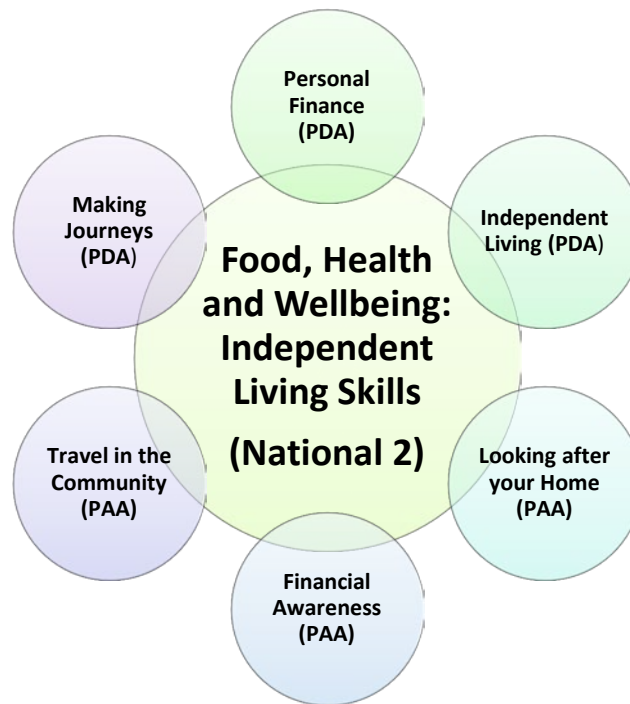 Personal
Finance
(PDA)
Making
Journeys
(PDA)
Independent
Living (PDA)
Food, Health
and Wellbeing:
Independent
Living Skills
(National 2)
Travel in the
Community
(PAA)
Looking after
your Home
(PAA)
Financial
Awareness
(PAA)